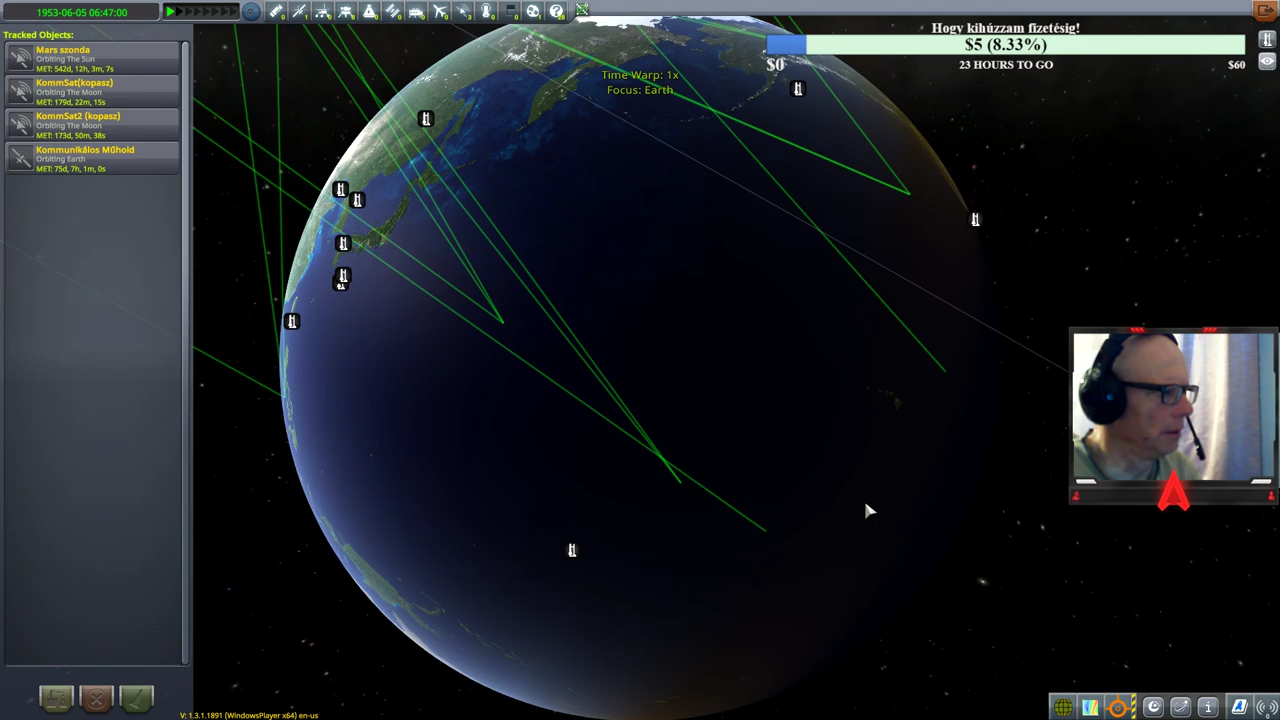 1953-06-05 06:47:00
Tracked Objects:
Mars szonda
Orbiting The Sun
MET: 542d, 12h, 3m, 7s
KommSat(kopasz)
Orbiting The Moon
MET: 179d, 22m, 15s
KommSat2 (kopasz)
Orbiting The Moon
MET: 173d, 50m, 38s
Kommunikálos Műhold
Orbiting Earth
MET: 75d, 7h, 1m, 0s
Time Warp: 1x
Focus: Earth
Hogy kihúzzam fizetésig!
$5 (8.33%)
$0
23 HOURS TO GO
$60
V: 1.3.1.1891 (WindowsPlayer x64) en-us